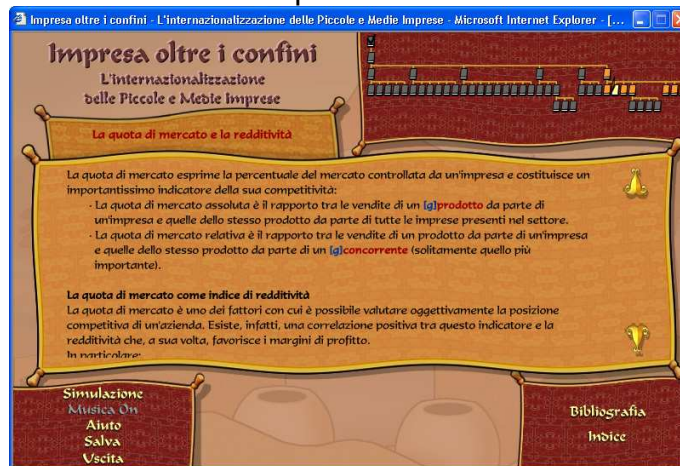 Impresa oltre i confini - L'internazionalizzazione delle Piccole e Medie Imprese - Microsoft Internet Explorer - [...
Impresa oltre i confini
L'internazionalizzazione
delle Piccole e Medie Imprese
La quota di mercato e la redditività
La quota di mercato esprime la percentuale del mercato controllata da un'impresa e costituisce un
importantissimo indicatore della sua competitività:
· La quota di mercato assoluta è il rapporto tra le vendite di un [g]prodotto da parte di
un'impresa e quelle dello stesso prodotto da parte di tutte le imprese presenti nel settore.
· La quota di mercato relativa è il rapporto tra le vendite di un prodotto da parte di un'impresa
e quelle dello stesso prodotto da parte di un [g]concorrente (solitamente quello più
importante).
La quota di mercato come indice di redditività
La quota di mercato è uno dei fattori con cui è possibile valutare oggettivamente la posizione
competitiva di un'azienda. Esiste, infatti, una correlazione positiva tra questo indicatore e la
redditività che, a sua volta, favorisce i margini di profitto.
In particolare:
Simulazione
Musica On
Aiuto
Salva
Uscita
Bibliografia
Indice